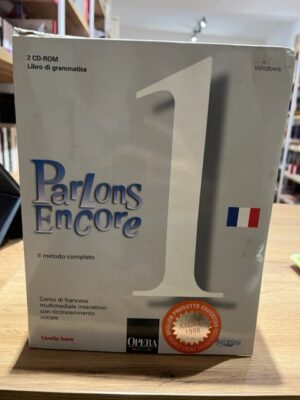 2 CD-ROM
Libro di grammatica
Windows
1
Parlons
Encore
Il metodo completo
Corso di francese
multimediale interattivo
con riconoscimento
vocale
Livello base
OPERA
PRODOTTO
1998